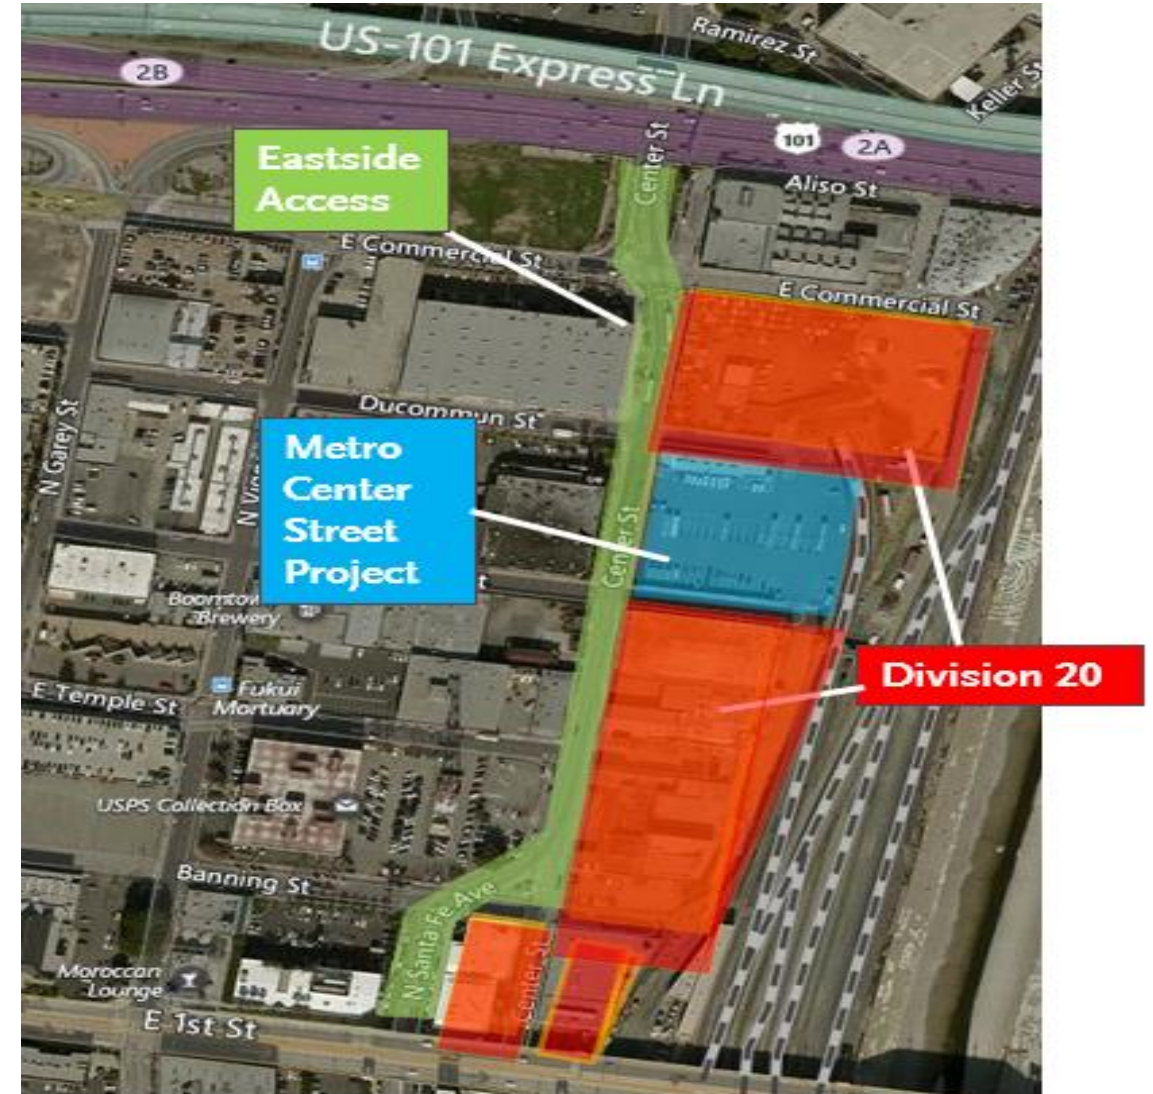 Ramirez St
US-101 Express Ln
Keller St
2B
101
2A
Center St
Aliso St
Eastside
Access
E Commercial St
E Commercial St
Ducommun St
N Garey St
Metro
Center
Street
Project
Center St
Boomtow
Brewery
Division 20
E Temple St
Fukui
Mortuary
USPS Collection Box
Banning St
N Santa Fe Ave
Center St
Moroccan
Lounge
E 1st St